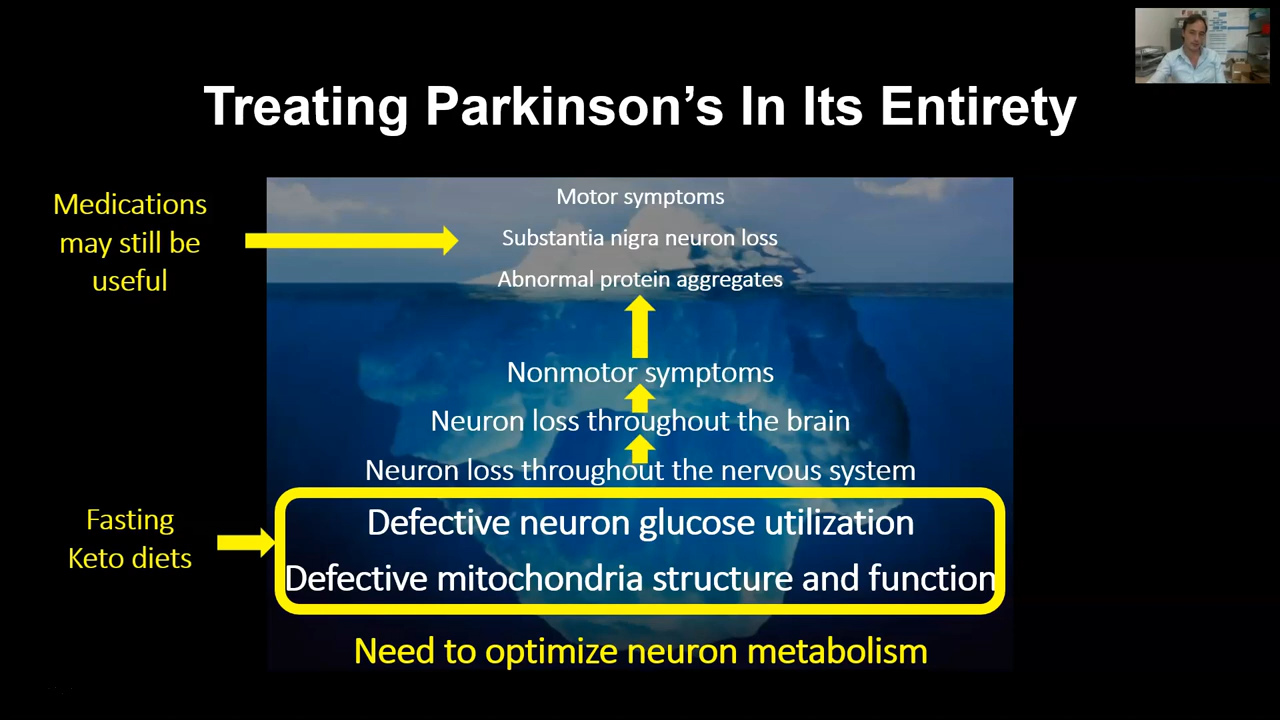 Treating Parkinson's In Its Entirety
Medications
may still be
useful
Motor symptoms
Substantia nigra neuron loss
Abnormal protein aggregates
Nonmotor symptoms
Neuron loss throughout the brain
Neuron loss throughout the nervous system
Fasting
Keto diets
Defective neuron glucose utilization
Defective mitochondria structure and function
Need to optimize neuron metabolism